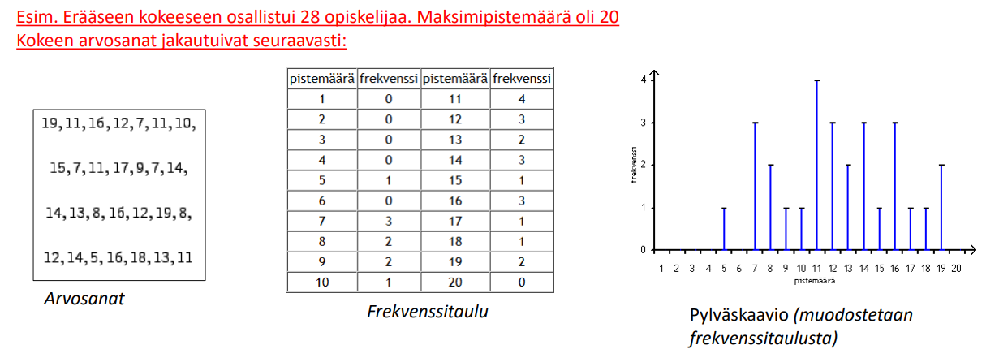 Esim. Erääseen kokeeseen osallistui 28 opiskelijaa. Maksimipistemäärä oli 20
Kokeen arvosanat jakautuivat seuraavasti:
19, 11, 16, 12, 7, 11, 10,
15, 7, 11, 17, 9, 7, 14,
14, 13, 8, 16, 12, 19, 8,
12, 14, 5, 16, 18, 13, 11
Arvosanat
pistemäärä frekvenssi pistemäärä frekvenssi
1 0 11 4
2 0 12 3
3 0 13 2
4 0 14 3
5 1 15 1
6 0 16 3
7 3 17 1
8 2 18 1
9 2 19 2
10 1 20 0
Frekvenssitaulu
4
3
2
1
0
frekvenssi
1 2 3 4 5 6 7 8 9 10 11 12 13 14 15 16 17 18 19 20
pistemäärä
Pylväskaavio (muodostetaan
frekvenssitaulusta)